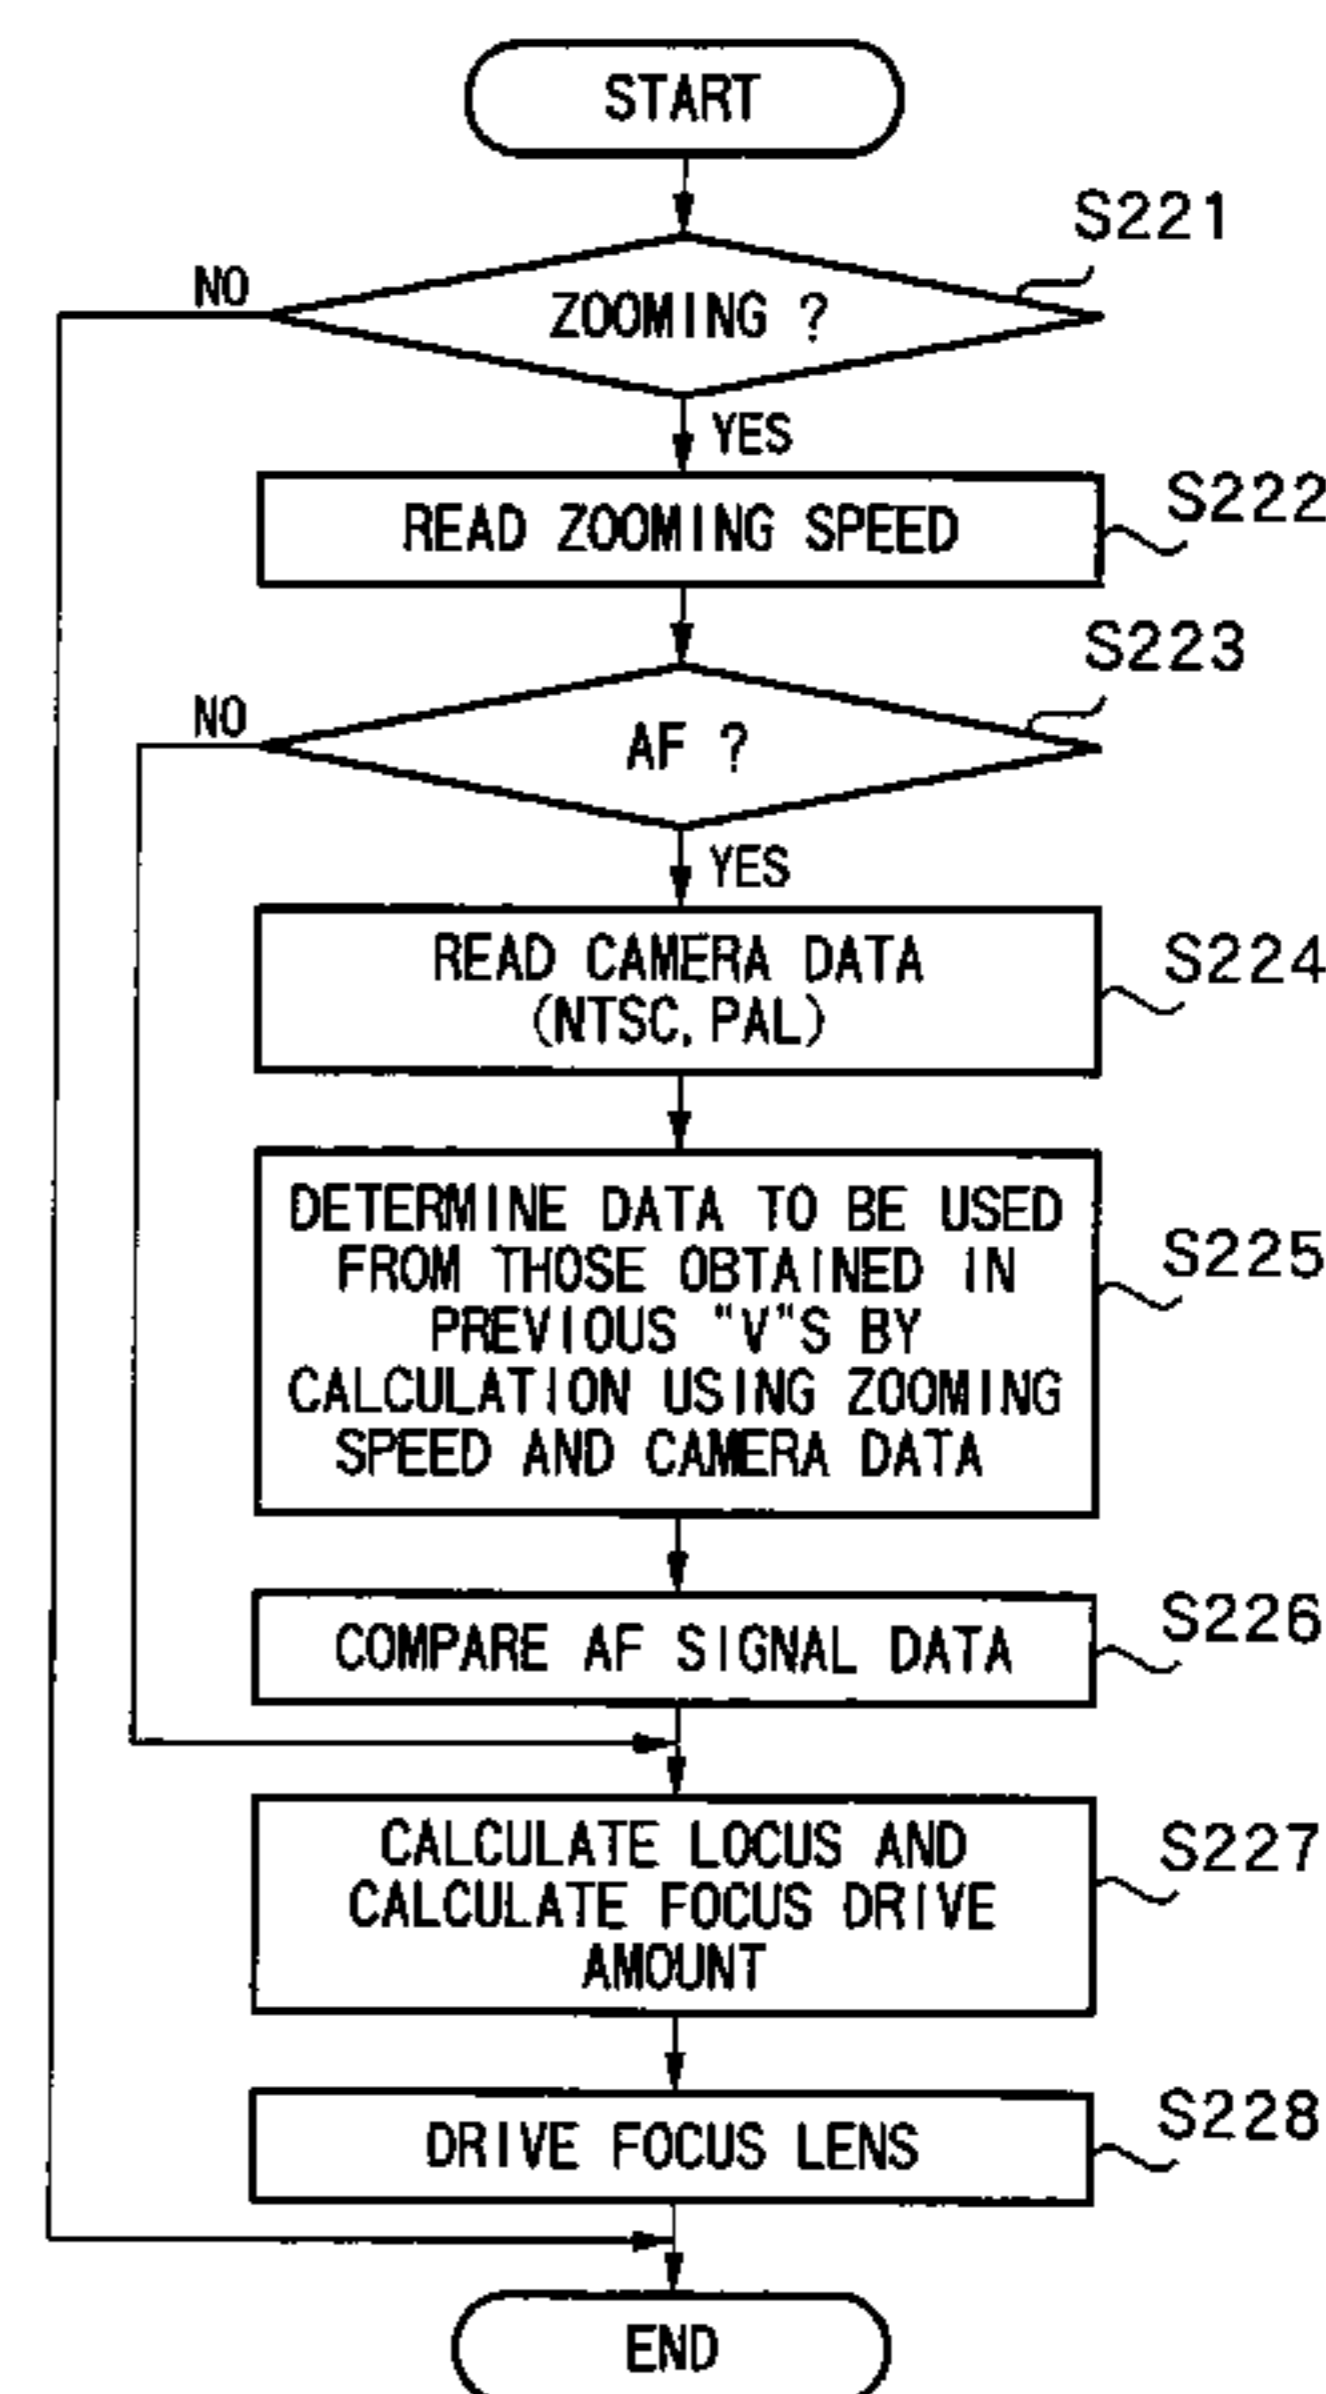 START
S221
NO
ZOOMING ?
YES
READ ZOOMING SPEED
S222
S223
NO
AF ?
YES
READ CAMERA DATA
(NTSC, PAL)
S224
DETERMINE DATA TO BE USED
FROM THOSE OBTAINED IN
PREVIOUS "V"S BY
CALCULATION USING ZOOMING
SPEED AND CAMERA DATA
S225
COMPARE AF SIGNAL DATA
S226
CALCULATE LOCUS AND
CALCULATE FOCUS DRIVE
AMOUNT
S227
DRIVE FOCUS LENS
S228
END